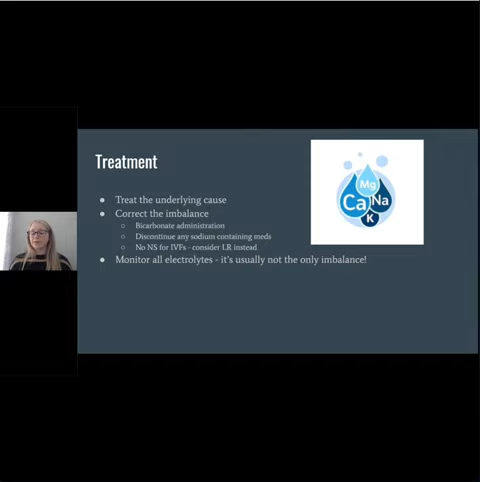 Treatment
Treat the underlying cause
Correct the imbalance
Bicarbonate administration
Discontinue any sodium containing meds
No NS for IVFs - consider LR instead
Monitor all electrolytes - it's usually not the only imbalance!
Mg
Ca
Na
K